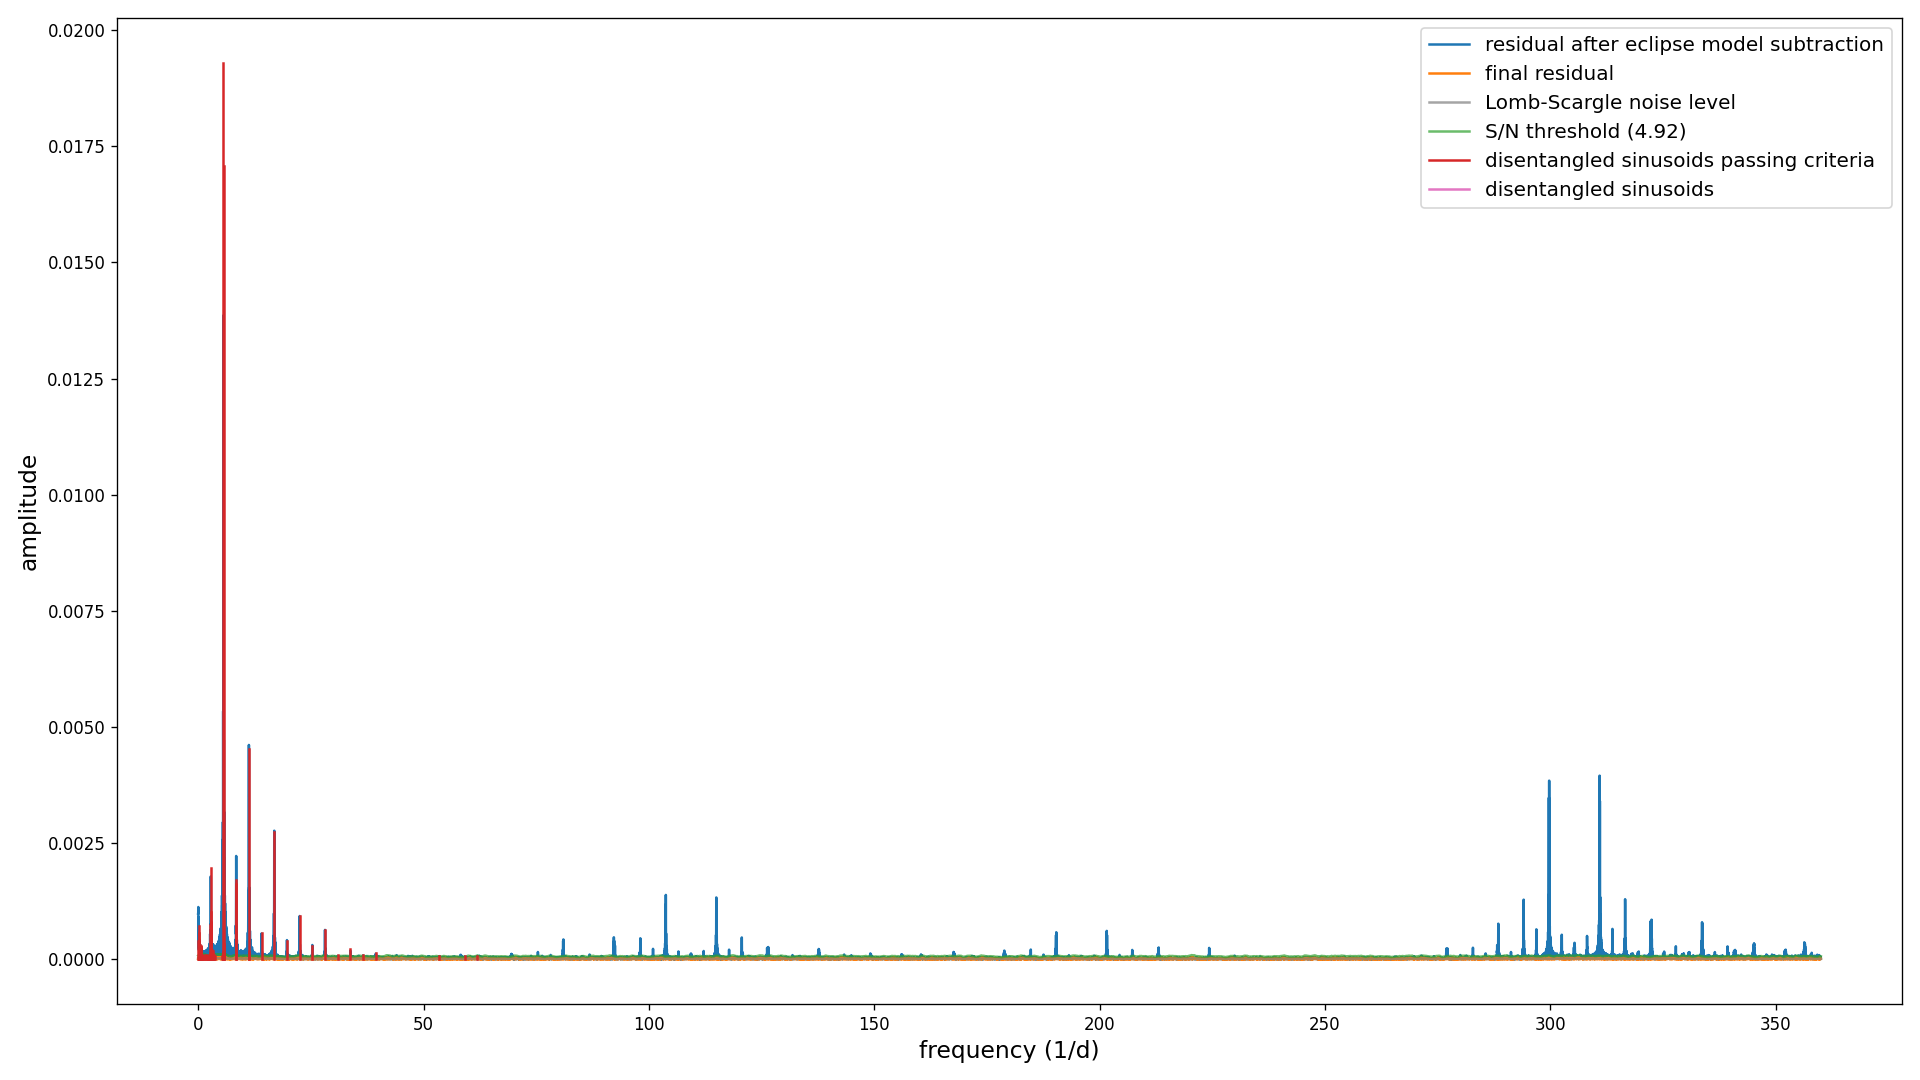 0.0200
0.0175
0.0150
0.0125
0.0100
0.0075
0.0050
0.0025
0.0000
amplitude
0 50 100 150 200 250 300 350
frequency (1/d)
residual after eclipse model subtraction
final residual
Lomb-Scargle noise level
S/N threshold (4.92)
disentangled sinusoids passing criteria
disentangled sinusoids